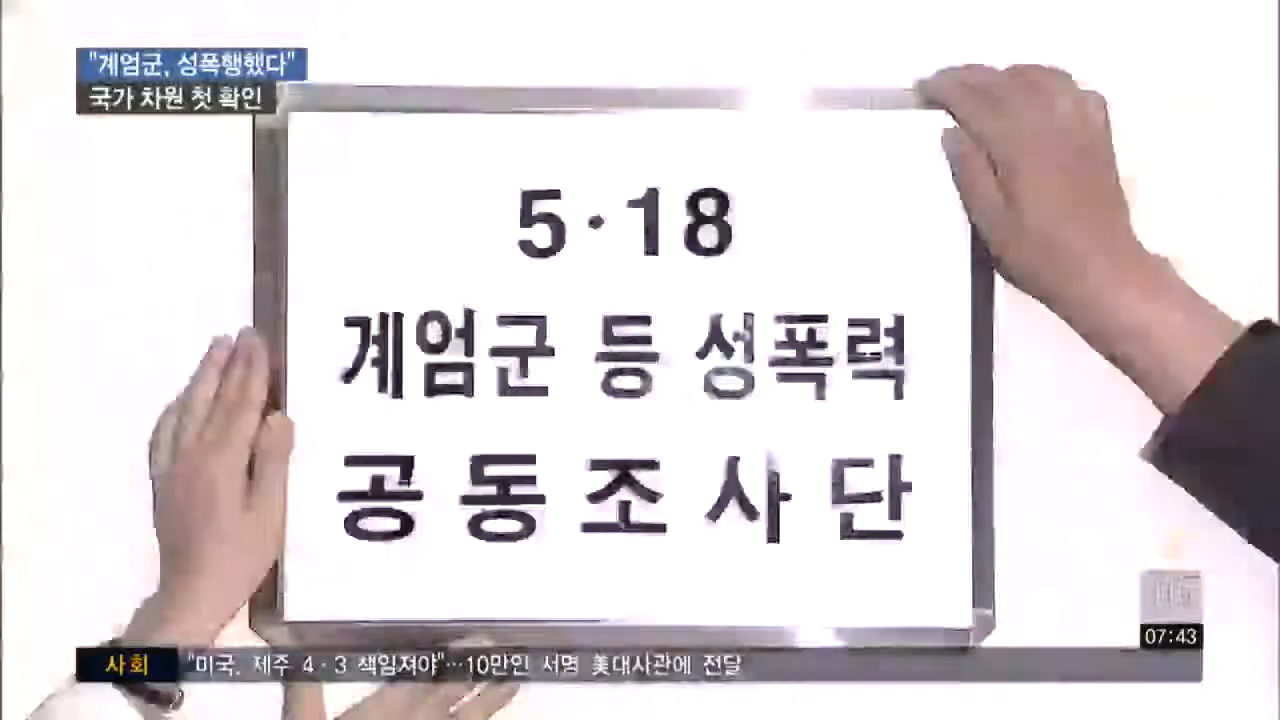 "계엄군, 성폭행했다"
국가 차원 첫 확인
5·18
계엄군 등 성폭력
공동조사단
07:43
사회 "미국, 제주 4·3 책임져야"…10만인 서명 美대사관에 전달